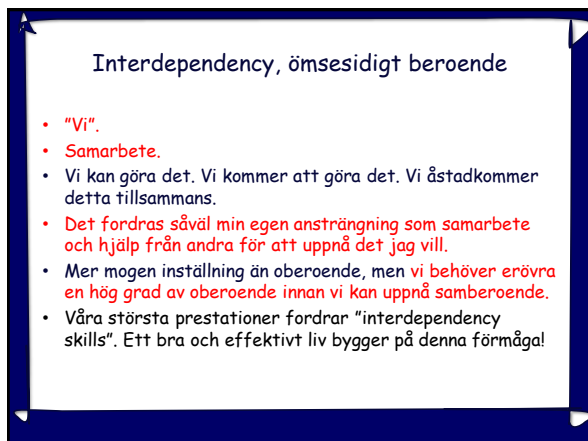 Interdependency, ömsesidigt beroende
• "Vi".
• Samarbete.
• Vi kan göra det. Vi kommer att göra det. Vi åstadkommer
detta tillsammans.
• Det fordras såväl min egen ansträngning som samarbete
och hjälp från andra för att uppnå det jag vill.
• Mer mogen inställning än oberoende, men vi behöver erövra
en hög grad av oberoende innan vi kan uppnå samberoende.
• Våra största prestationer fordrar "interdependency
skills". Ett bra och effektivt liv bygger på denna förmåga!